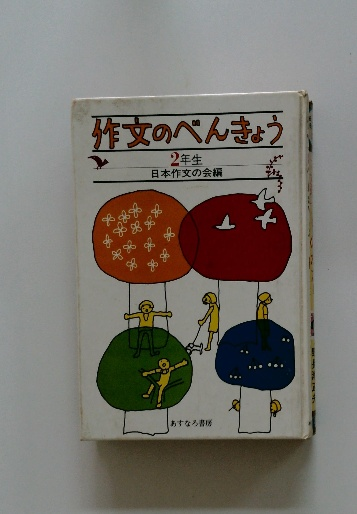 作文のべんきょう
2年生
日本作文の会編
あすなろ書房